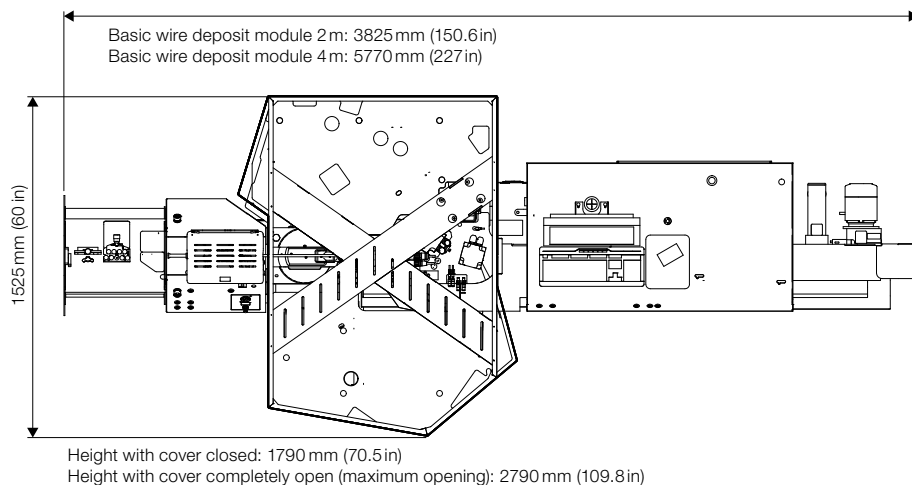 Basic wire deposit module 2 m: 3825 mm (150.6 in)
Basic wire deposit module 4 m: 5770 mm (227 in)
1525 mm (60 in)
Height with cover closed: 1790 mm (70.5 in)
Height with cover completely open (maximum opening): 2790 mm (109.8 in)